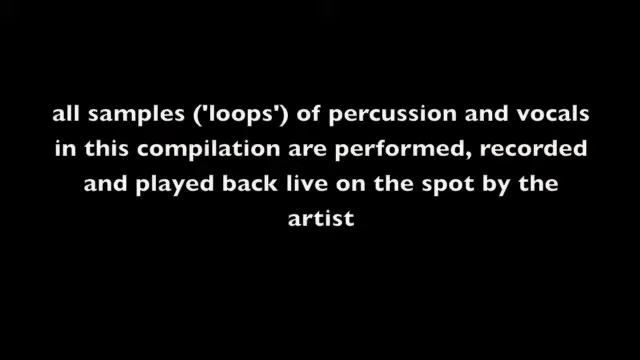 all samples ('loops') of percussion and vocals
in this compilation are performed, recorded
and played back live on the spot by the
artist